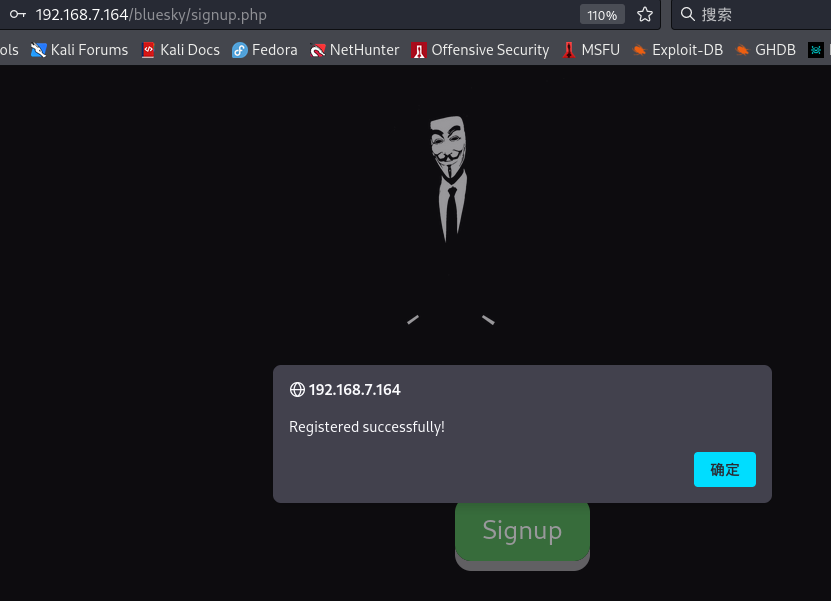 192.168.7.164/bluesky/signup.php 110% 搜索
ols Kali Forums Kali Docs Fedora NetHunter Offensive Security MSFU Exploit-DB GHDB
192.168.7.164
Registered successfully!
确定
Signup